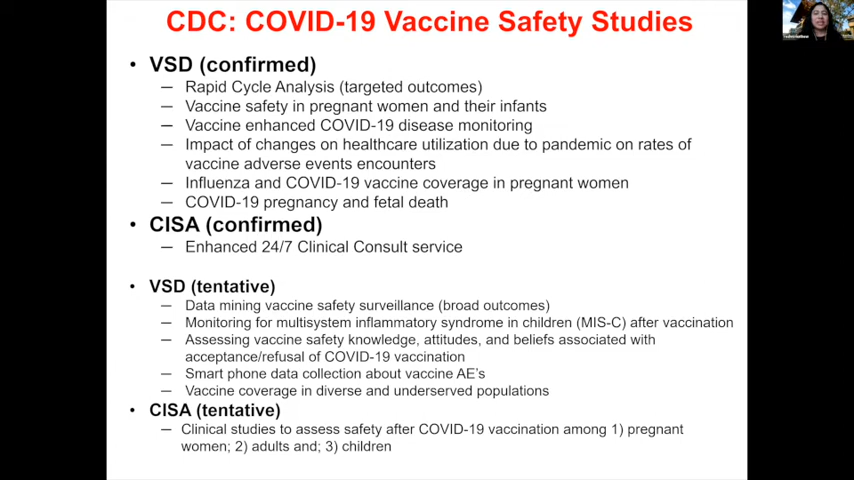 CDC: COVID-19 Vaccine Safety Studies
• VSD (confirmed)
— Rapid Cycle Analysis (targeted outcomes)
— Vaccine safety in pregnant women and their infants
— Vaccine enhanced COVID-19 disease monitoring
— Impact of changes on healthcare utilization due to pandemic on rates of
vaccine adverse events encounters
— Influenza and COVID-19 vaccine coverage in pregnant women
— COVID-19 pregnancy and fetal death
• CISA (confirmed)
— Enhanced 24/7 Clinical Consult service
• VSD (tentative)
— Data mining vaccine safety surveillance (broad outcomes)
— Monitoring for multisystem inflammatory syndrome in children (MIS-C) after vaccination
— Assessing vaccine safety knowledge, attitudes, and beliefs associated with
acceptance/refusal of COVID-19 vaccination
— Smart phone data collection about vaccine AE's
— Vaccine coverage in diverse and underserved populations
• CISA (tentative)
— Clinical studies to assess safety after COVID-19 vaccination among 1) pregnant
women; 2) adults and; 3) children